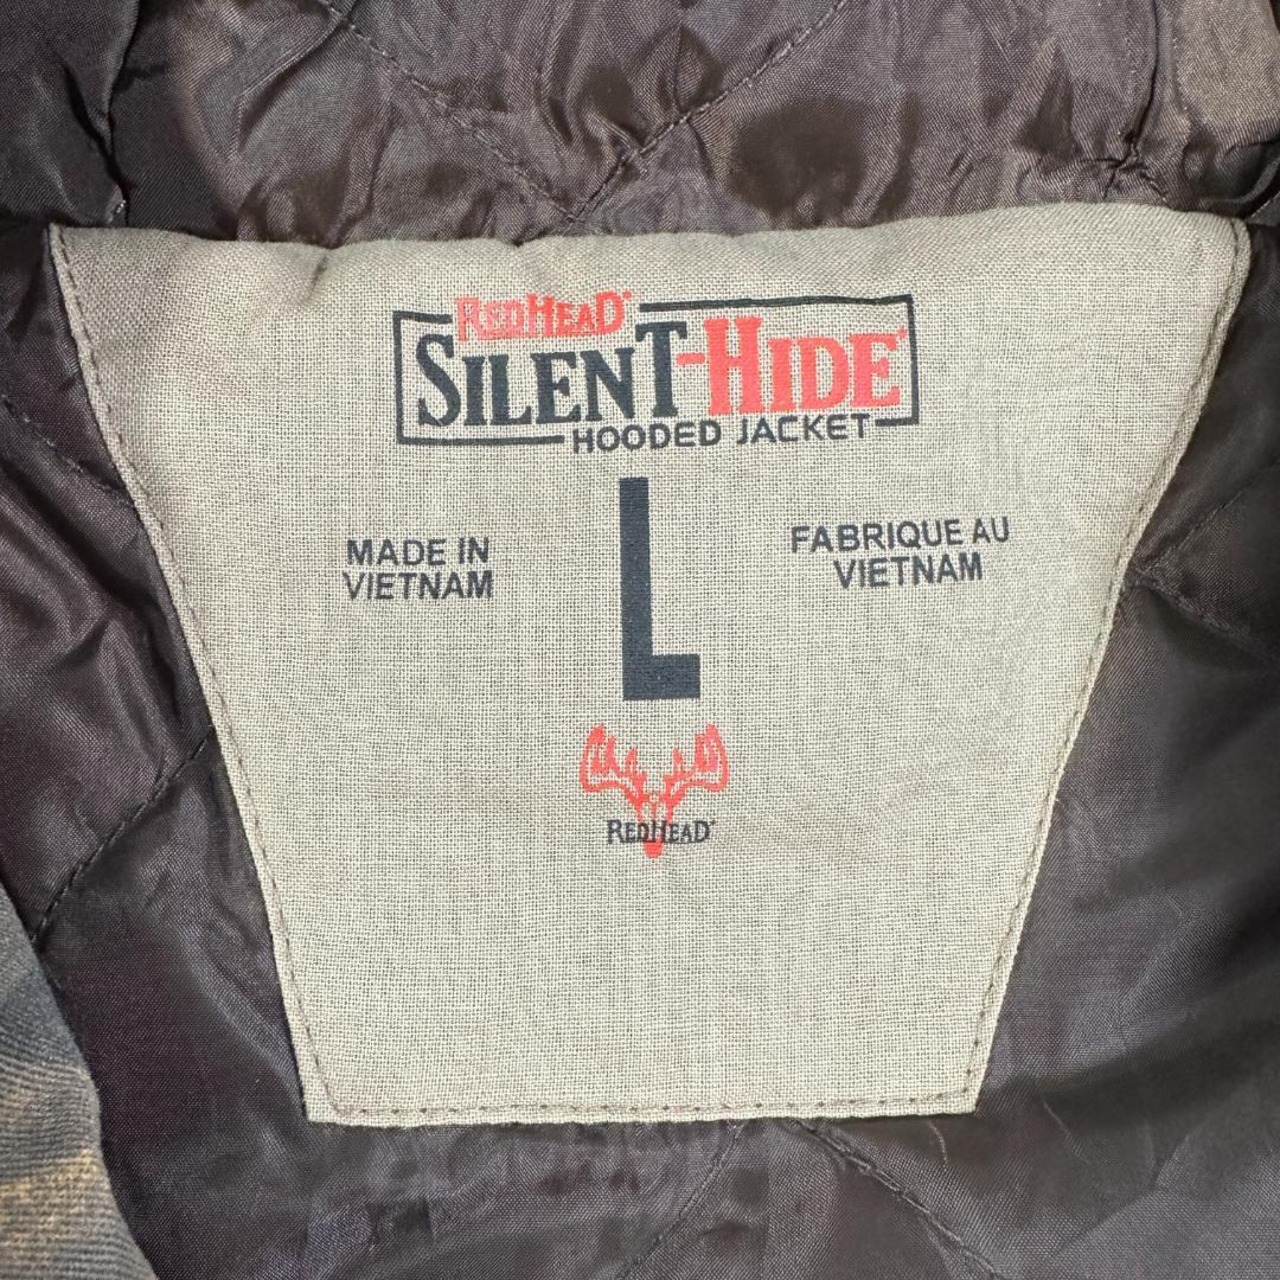 REDHEAD®
SILENT-HIDE®
HOODED JACKET
L
MADE IN
VIETNAM
FABRIQUE AU
VIETNAM
REDHEAD®